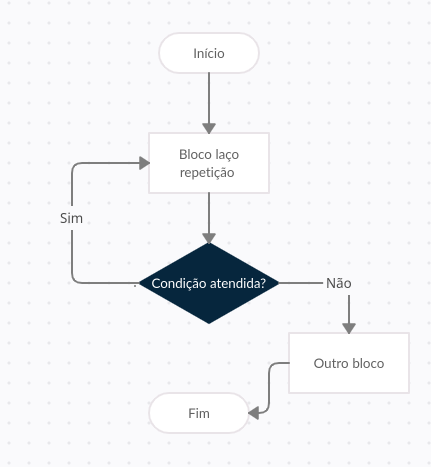 Início
Bloco laço
repetição
Sim
Condição atendida?
Não
Outro bloco
Fim